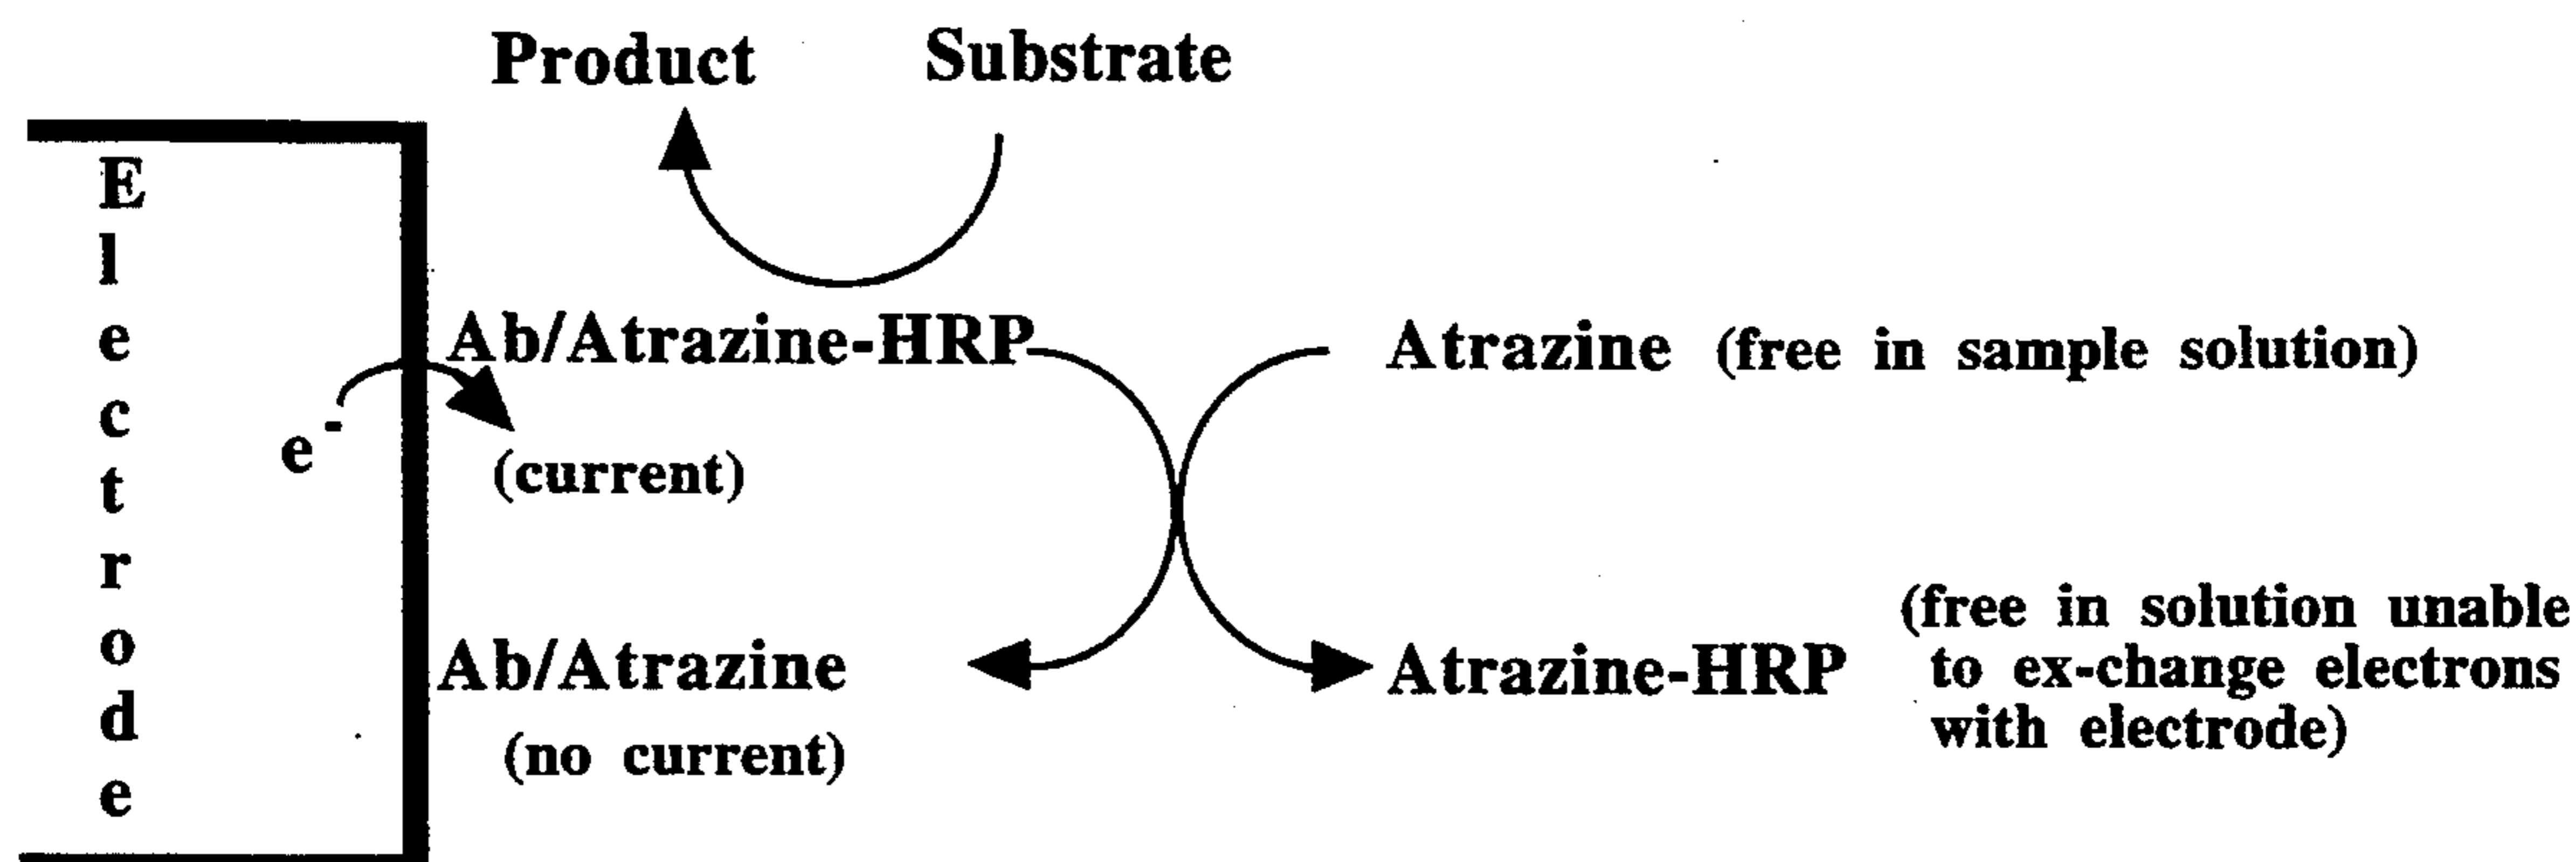 Product
Substrate
Electrode
Ab/Atrazine-HRP
Atrazine (free in sample solution)
e-
(current)
Ab/Atrazine
(no current)
Atrazine-HRP
(free in solution unable
to ex-change electrons
with electrode)